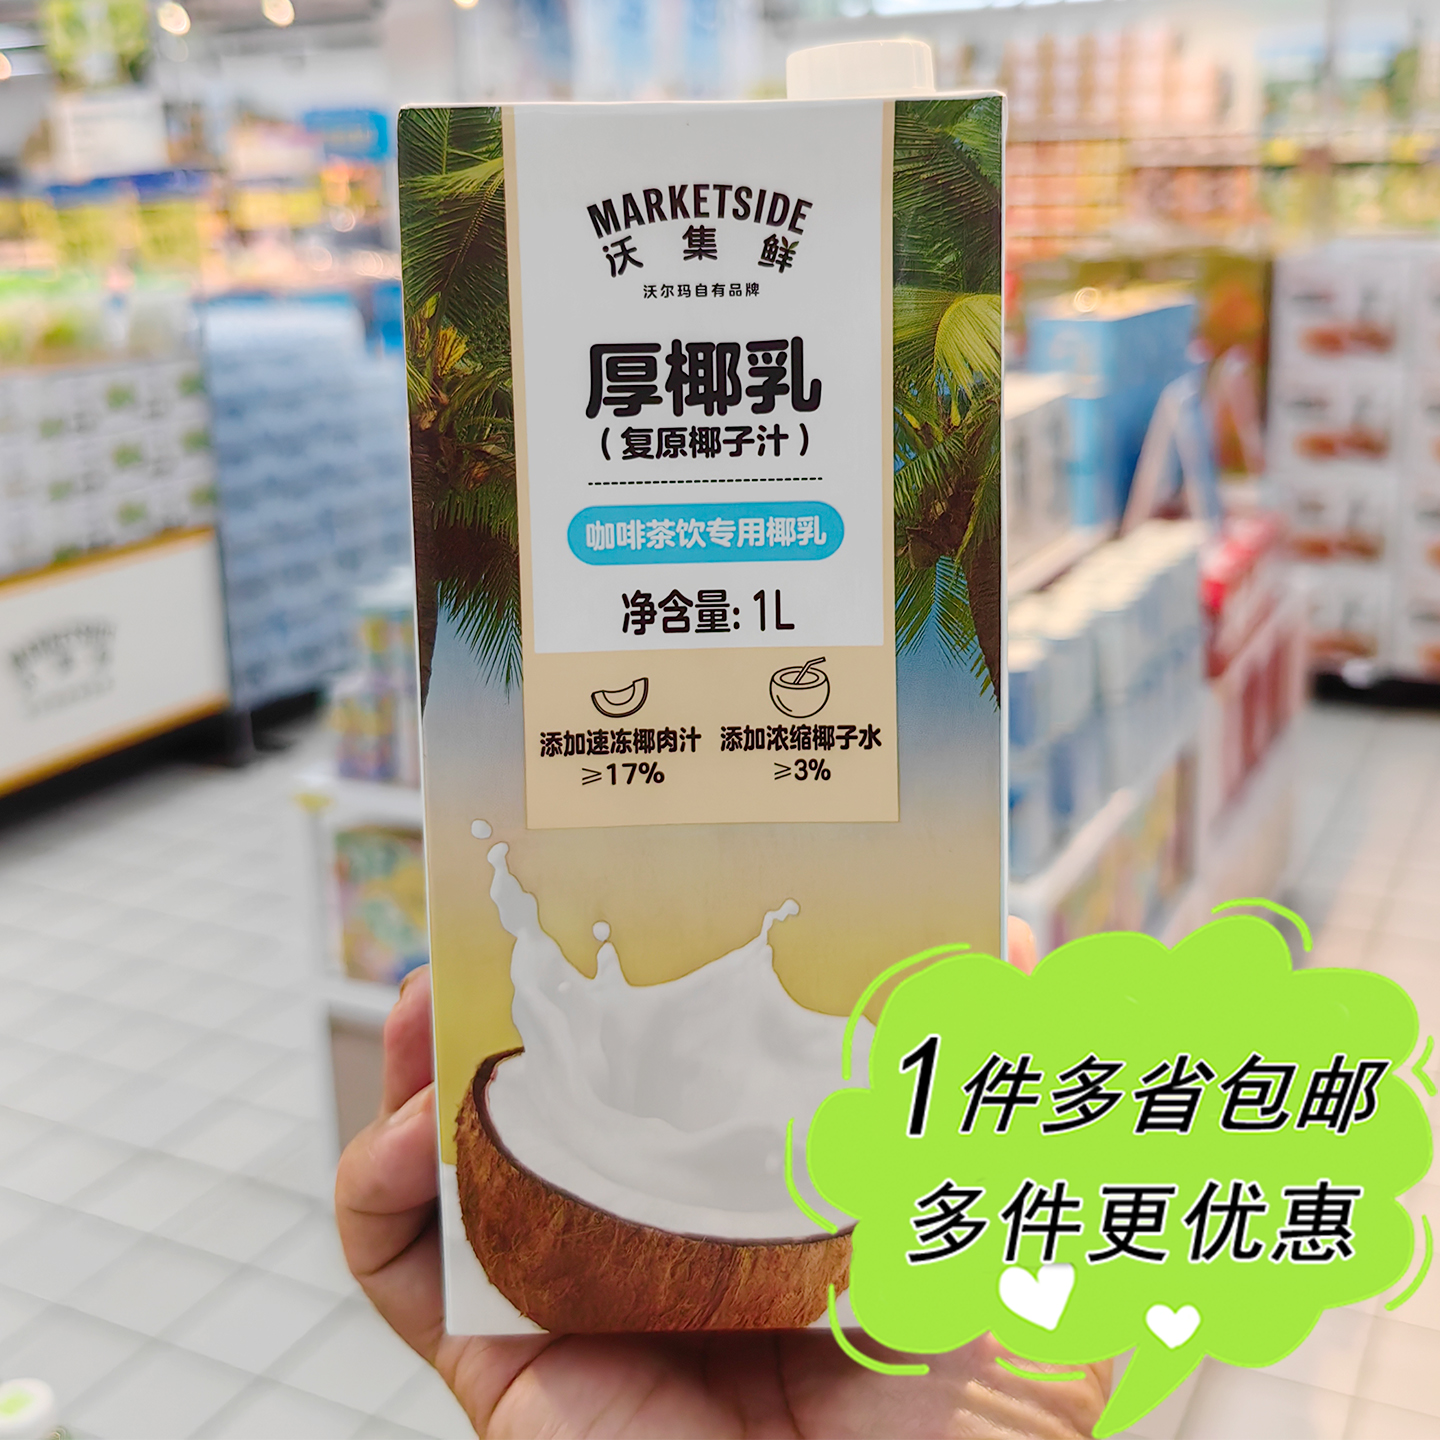 MARKETSIDE
沃集鲜
沃尔玛自有品牌
厚椰乳
（复原椰子汁）
咖啡茶饮专用椰乳
净含量: 1L
添加速冻椰肉汁
≥17%
添加浓缩椰子水
≥3%
1件多省包邮
多件更优惠